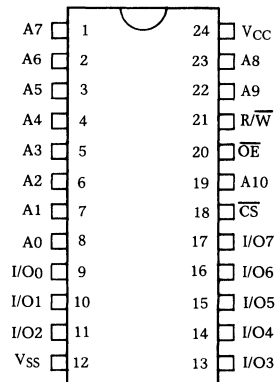 A7 1 24 VCC
A6 2 23 A8
A5 3 22 A9
A4 4 21 R/W̅
A3 5 20 O̅E̅
A2 6 19 A10
A1 7 18 C̅S̅
A0 8 17 I/O7
I/O0 9 16 I/O6
I/O1 10 15 I/O5
I/O2 11 14 I/O4
VSS 12 13 I/O3